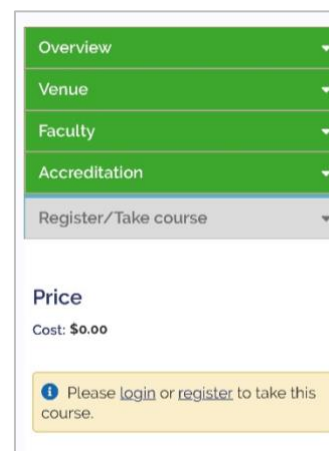 Overview
Venue
Faculty
Accreditation
Register/Take course
Price
Cost: $0.00
Please login or register to take this
course.